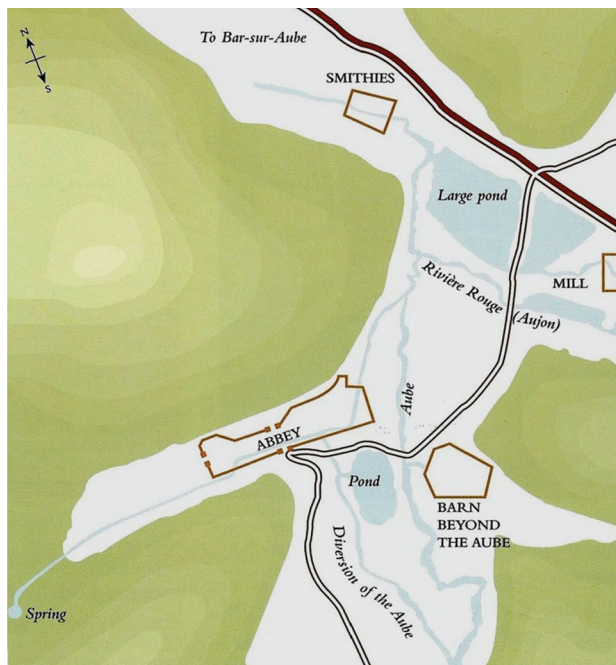 N
S
To Bar-sur-Aube
SMITHIES
Large pond
Rivière Rouge
(Aujon)
MILL
Aube
ABBEY
Pond
BARN
BEYOND
THE AUBE
Diversion of the Aube
Spring